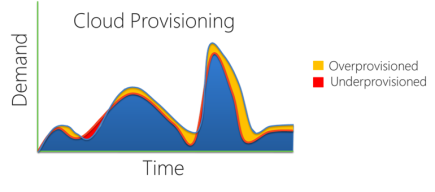 Cloud Provisioning
Demand
Overprovisioned
Underprovisioned
Time